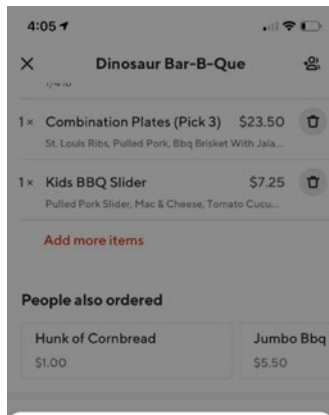 4:05
Dinosaur Bar-B-Que
1× Combination Plates (Pick 3) $23.50
St. Louis Ribs, Pulled Pork, Bbq Brisket With Jala...
1× Kids BBQ Slider $7.25
Pulled Pork Slider, Mac & Cheese, Tomato Cucu...
Add more items
People also ordered
Hunk of Cornbread Jumbo Bbq
$1.00 $5.50